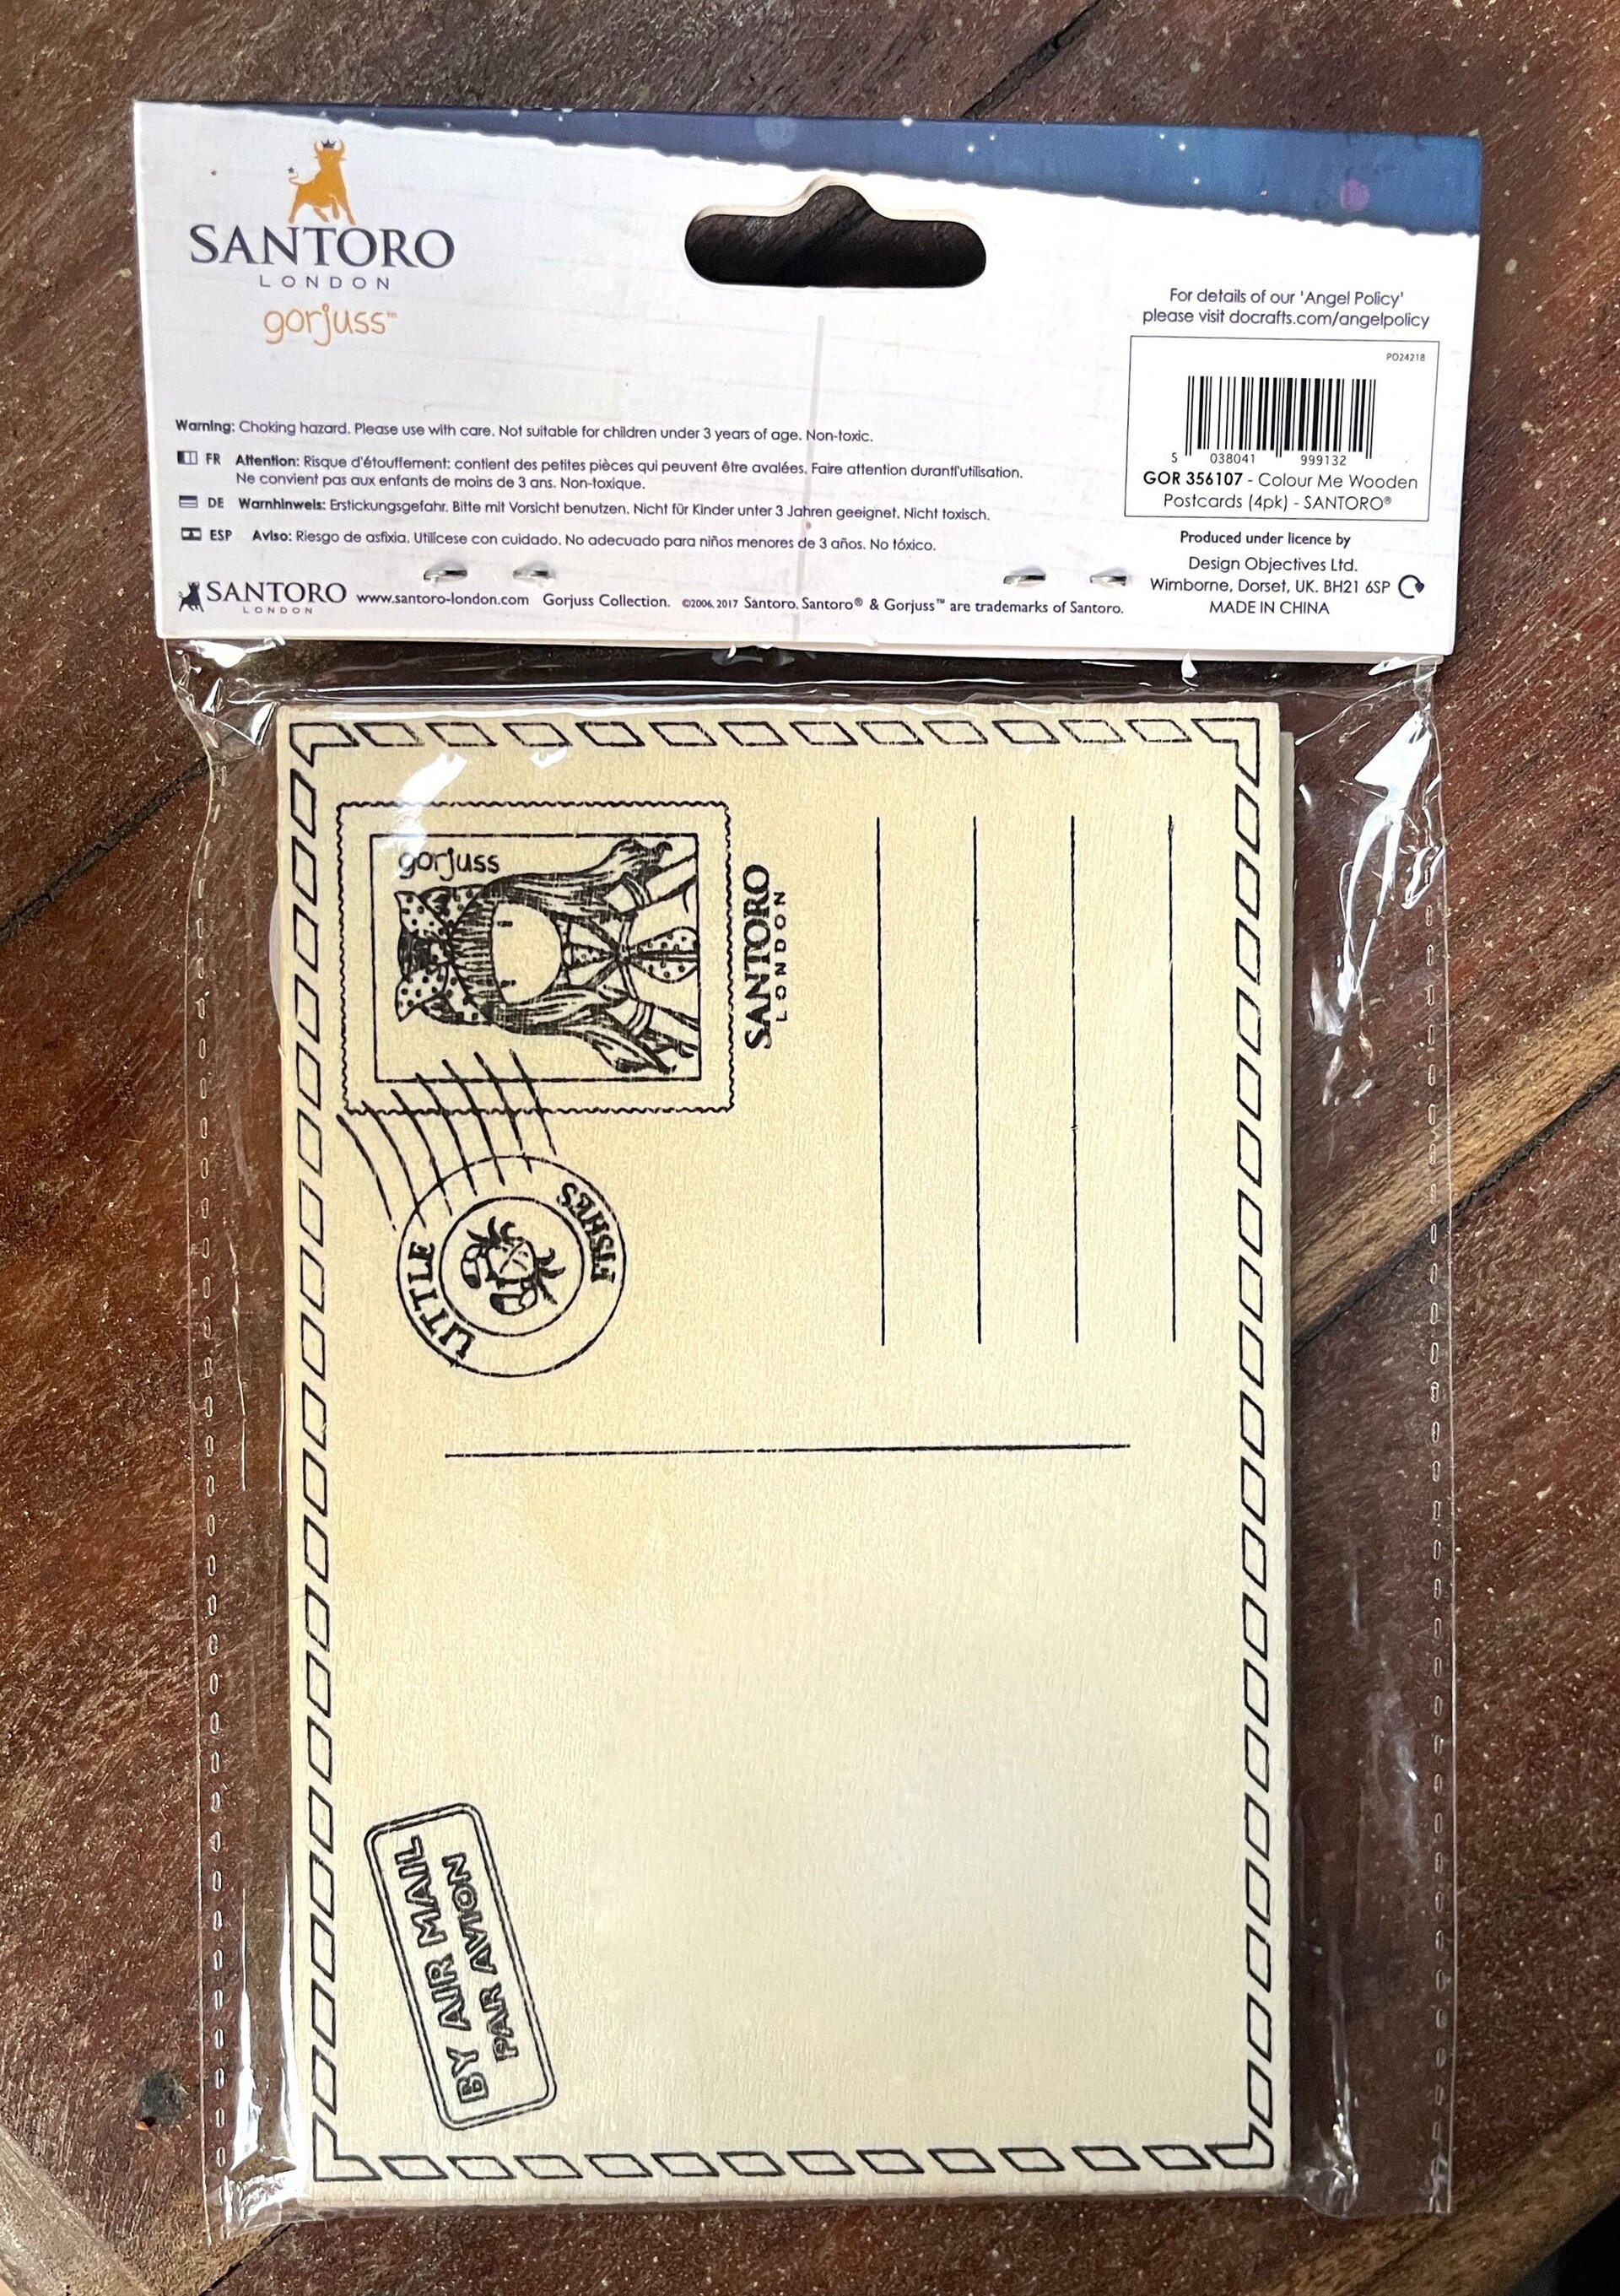 SANTORO
LONDON
gorjuss™
For details of our 'Angel Policy'
please visit docrafts.com/angelpolicy
PO24218
5 038041 999132
GOR 356107 - Colour Me Wooden
Postcards (4pk) - SANTORO®
Warning: Choking hazard. Please use with care. Not suitable for children under 3 years of age. Non-toxic.
FR Attention: Risque d'étouffement: contient des petites pièces qui peuvent être avalées. Faire attention durantl'utilisation.
Ne convient pas aux enfants de moins de 3 ans. Non-toxique.
DE Warnhinweis: Erstickungsgefahr. Bitte mit Vorsicht benutzen. Nicht für Kinder unter 3 Jahren geeignet. Nicht toxisch.
ESP Aviso: Riesgo de asfixia. Utilícese con cuidado. No adecuado para niños menores de 3 años. No tóxico.
Produced under licence by
Design Objectives Ltd.
Wimborne, Dorset, UK. BH21 6SP
MADE IN CHINA
SANTORO
LONDON
www.santoro-london.com Gorjuss Collection. ©2006, 2017 Santoro. Santoro® & Gorjuss™ are trademarks of Santoro.
gorjuss
SANTORO
LONDON
LITTLE
FISHES
BY AIR MAIL
PAR AVION